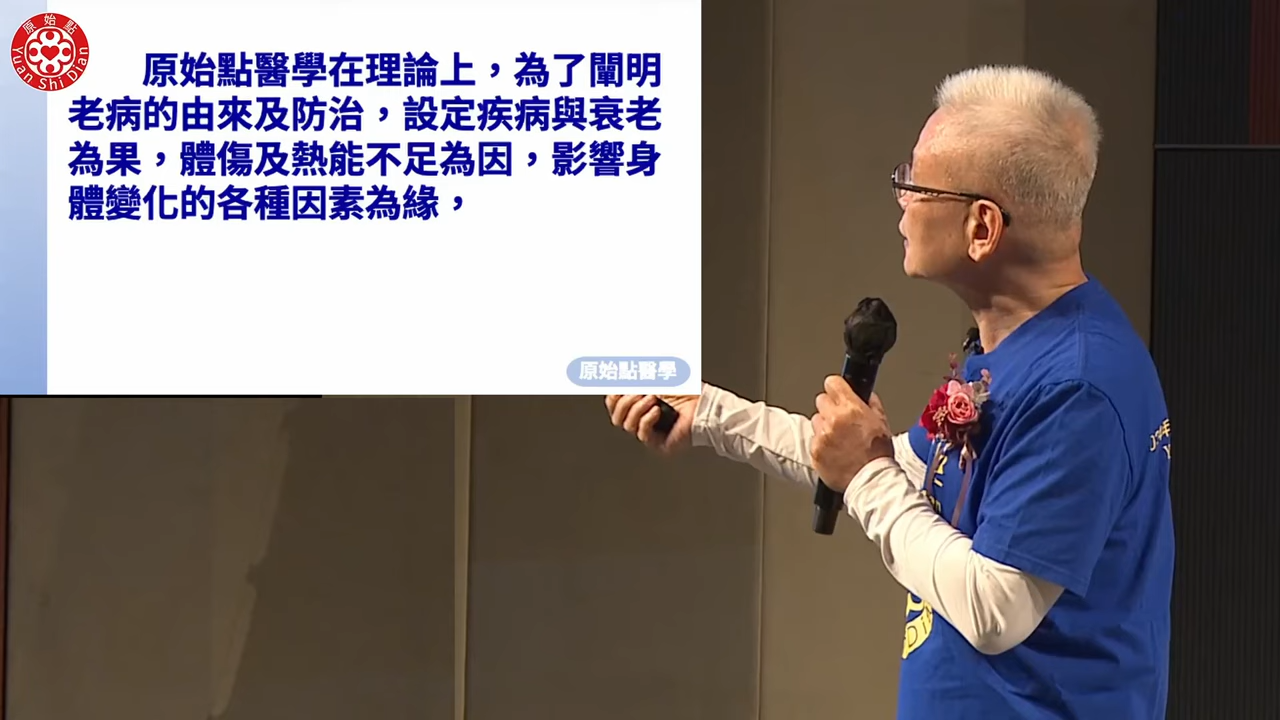 原始點
Yuan Shi Dian
原始點醫學在理論上，為了闡明
老病的由來及防治，設定疾病與衰老
為果，體傷及熱能不足為因，影響身
體變化的各種因素為緣，
原始點醫學